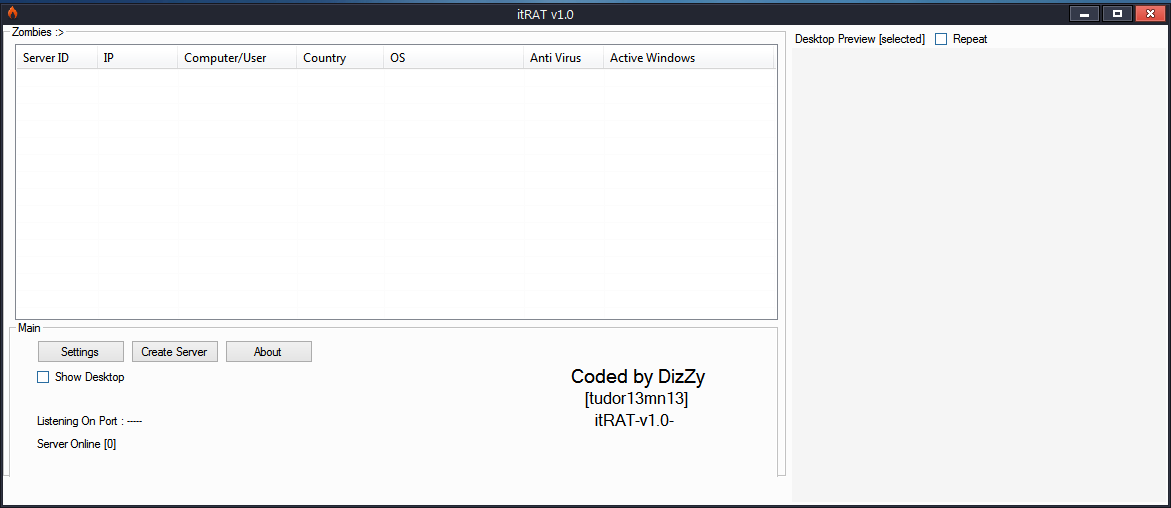 itRAT v1.0
Zombies :>
Server ID IP Computer/User Country OS Anti Virus Active Windows
Desktop Preview [selected] Repeat
Main
Settings Create Server About
Show Desktop
Listening On Port : -----
Server Online [0]
Coded by DizZy
[tudor13mn13]
itRAT-v1.0-